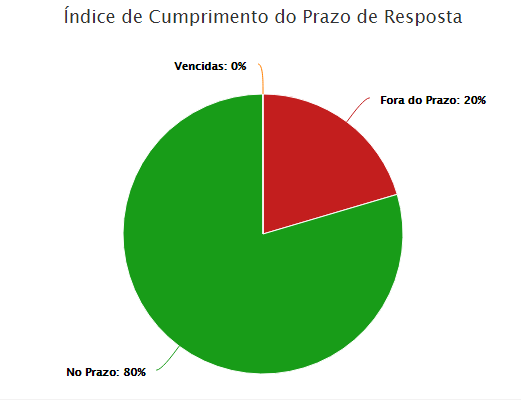 Índice de Cumprimento do Prazo de Resposta
Vencidas: 0%
Fora do Prazo: 20%
No Prazo: 80%